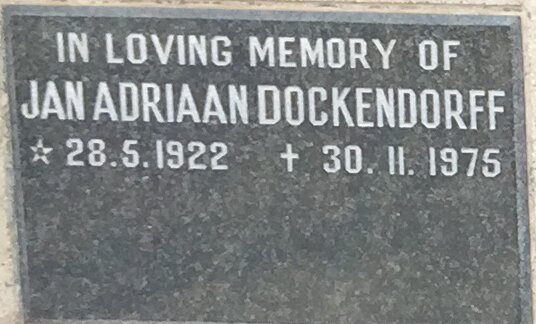 IN LOVING MEMORY OF
JAN ADRIAAN DOCKENDORFF
☆ 28.5.1922 † 30.11.1975